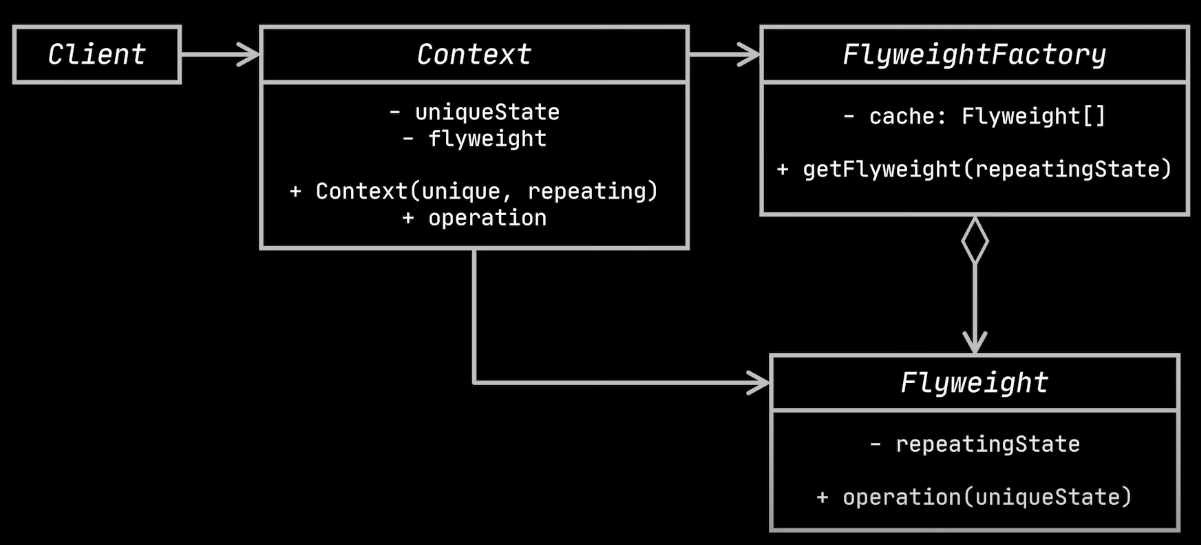 Client
Context
- uniqueState
- flyweight
+ Context(unique, repeating)
+ operation
FlyweightFactory
- cache: Flyweight[]
+ getFlyweight(repeatingState)
Flyweight
- repeatingState
+ operation(uniqueState)